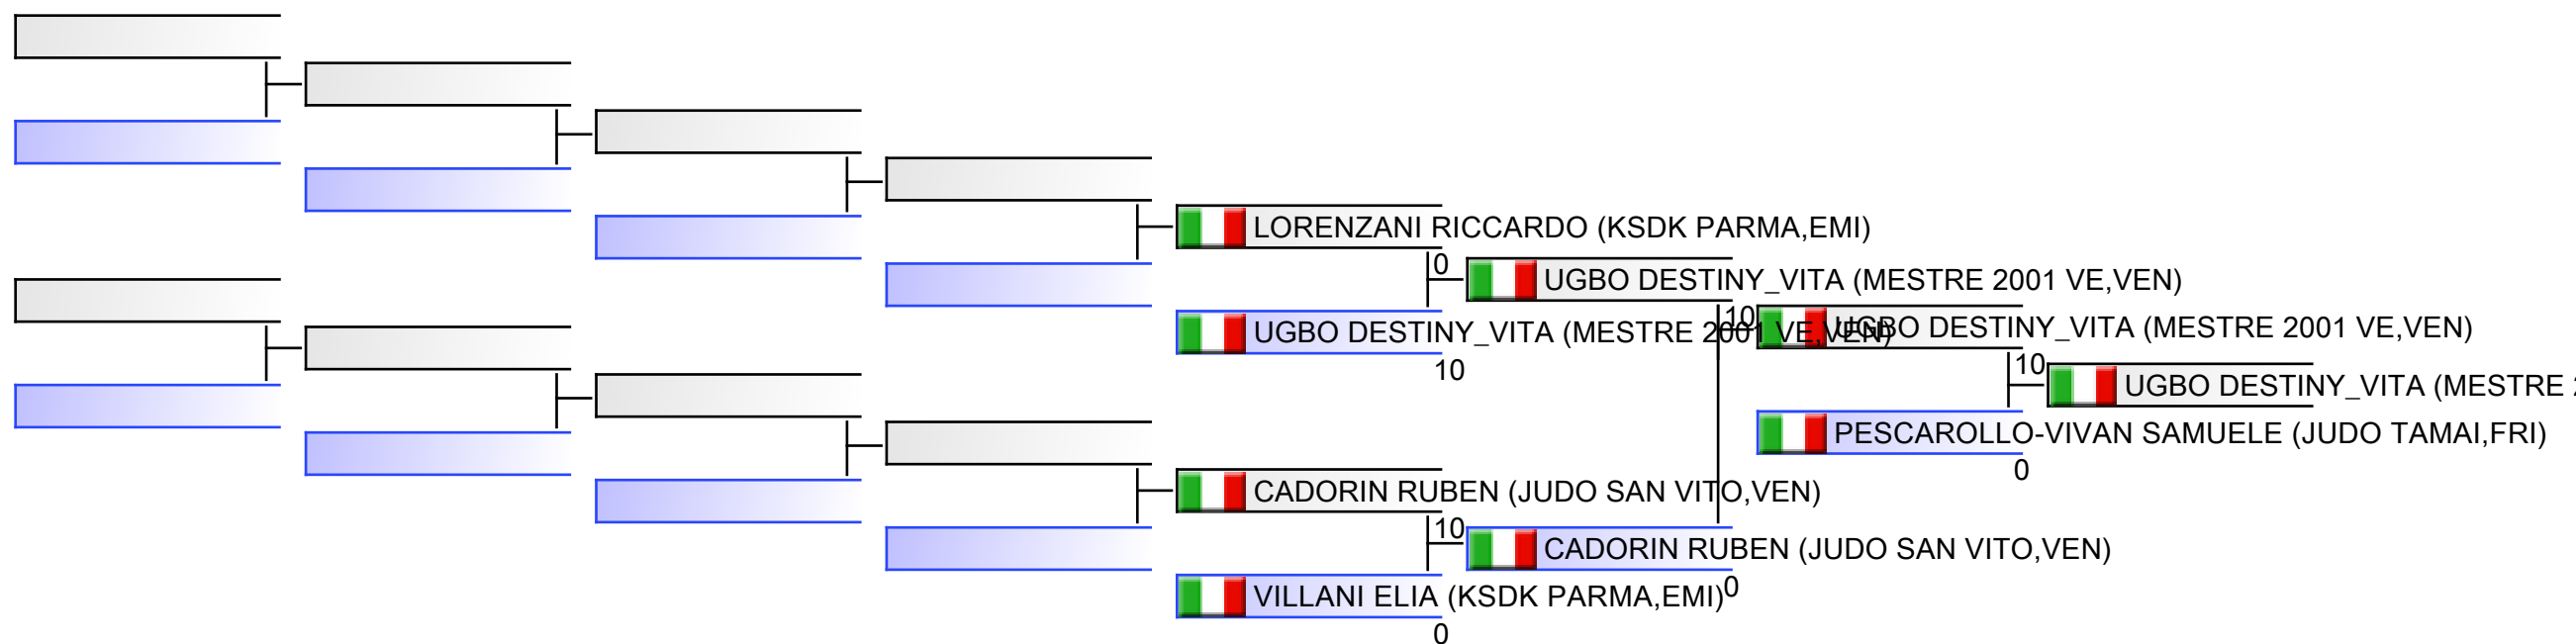 LORENZANI RICCARDO (KSDK PARMA,EMI)
0
UGBO DESTINY_VITA (MESTRE 2001 VE,VEN)
10
UGBO DESTINY_VITA (MESTRE 2001 VE,VEN)
UGBO DESTINY_VITA (MESTRE 2001 VE,VEN)
10
10
UGBO DESTINY_VITA (MESTRE
PESCAROLLO-VIVAN SAMUELE (JUDO TAMAI,FRI)
0
CADORIN RUBEN (JUDO SAN VITO,VEN)
10
CADORIN RUBEN (JUDO SAN VITO,VEN)
0
VILLANI ELIA (KSDK PARMA,EMI)
0